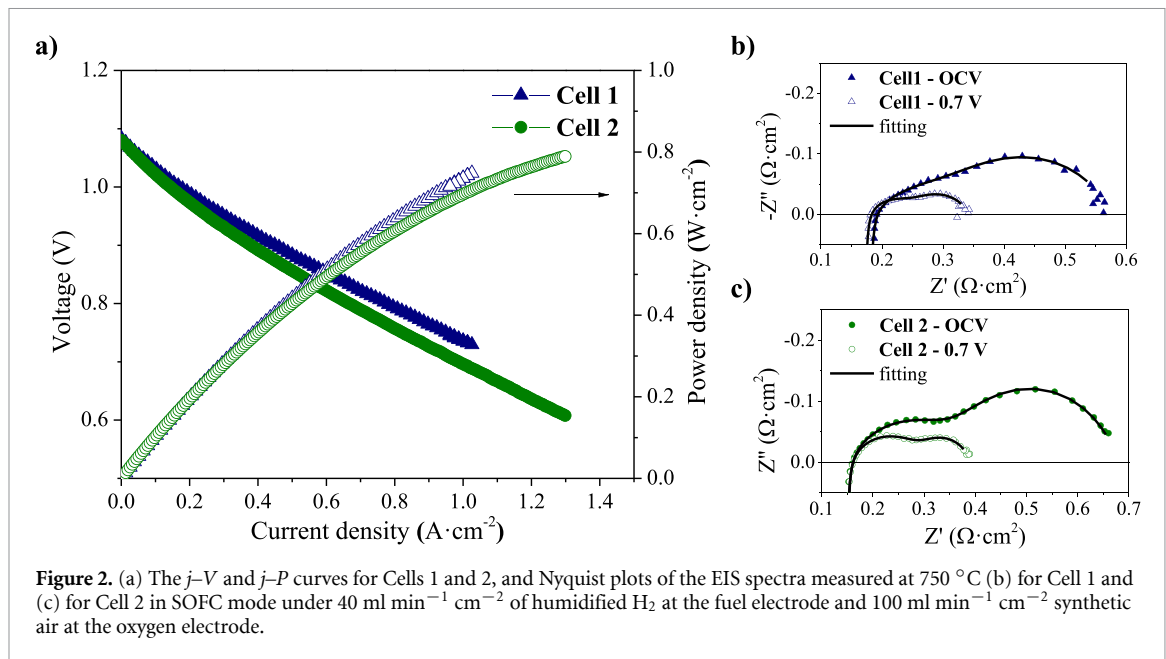 a)
1.2
1.0
0.8
0.6
Voltage (V)
0.0 0.2 0.4 0.6 0.8 1.0 1.2 1.4
Current density (A·cm⁻²)
1.0
0.8
0.6
0.4
0.2
0.0
Power density (W·cm⁻²)
Cell 1
Cell 2
b)
Cell1 - OCV
Cell1 - 0.7 V
fitting
-0.2
-0.1
0.0
-Z'' (Ω·cm²)
0.1 0.2 0.3 0.4 0.5 0.6
Z' (Ω·cm²)
c)
Cell 2 - OCV
Cell 2 - 0.7 V
fitting
-0.2
-0.1
0.0
Z'' (Ω·cm²)
0.1 0.2 0.3 0.4 0.5 0.6 0.7
Z' (Ω·cm²)
Figure 2. (a) The j–V and j–P curves for Cells 1 and 2, and Nyquist plots of the EIS spectra measured at 750 °C (b) for Cell 1 and
(c) for Cell 2 in SOFC mode under 40 ml min⁻¹ cm⁻² of humidified H₂ at the fuel electrode and 100 ml min⁻¹ cm⁻² synthetic
air at the oxygen electrode.